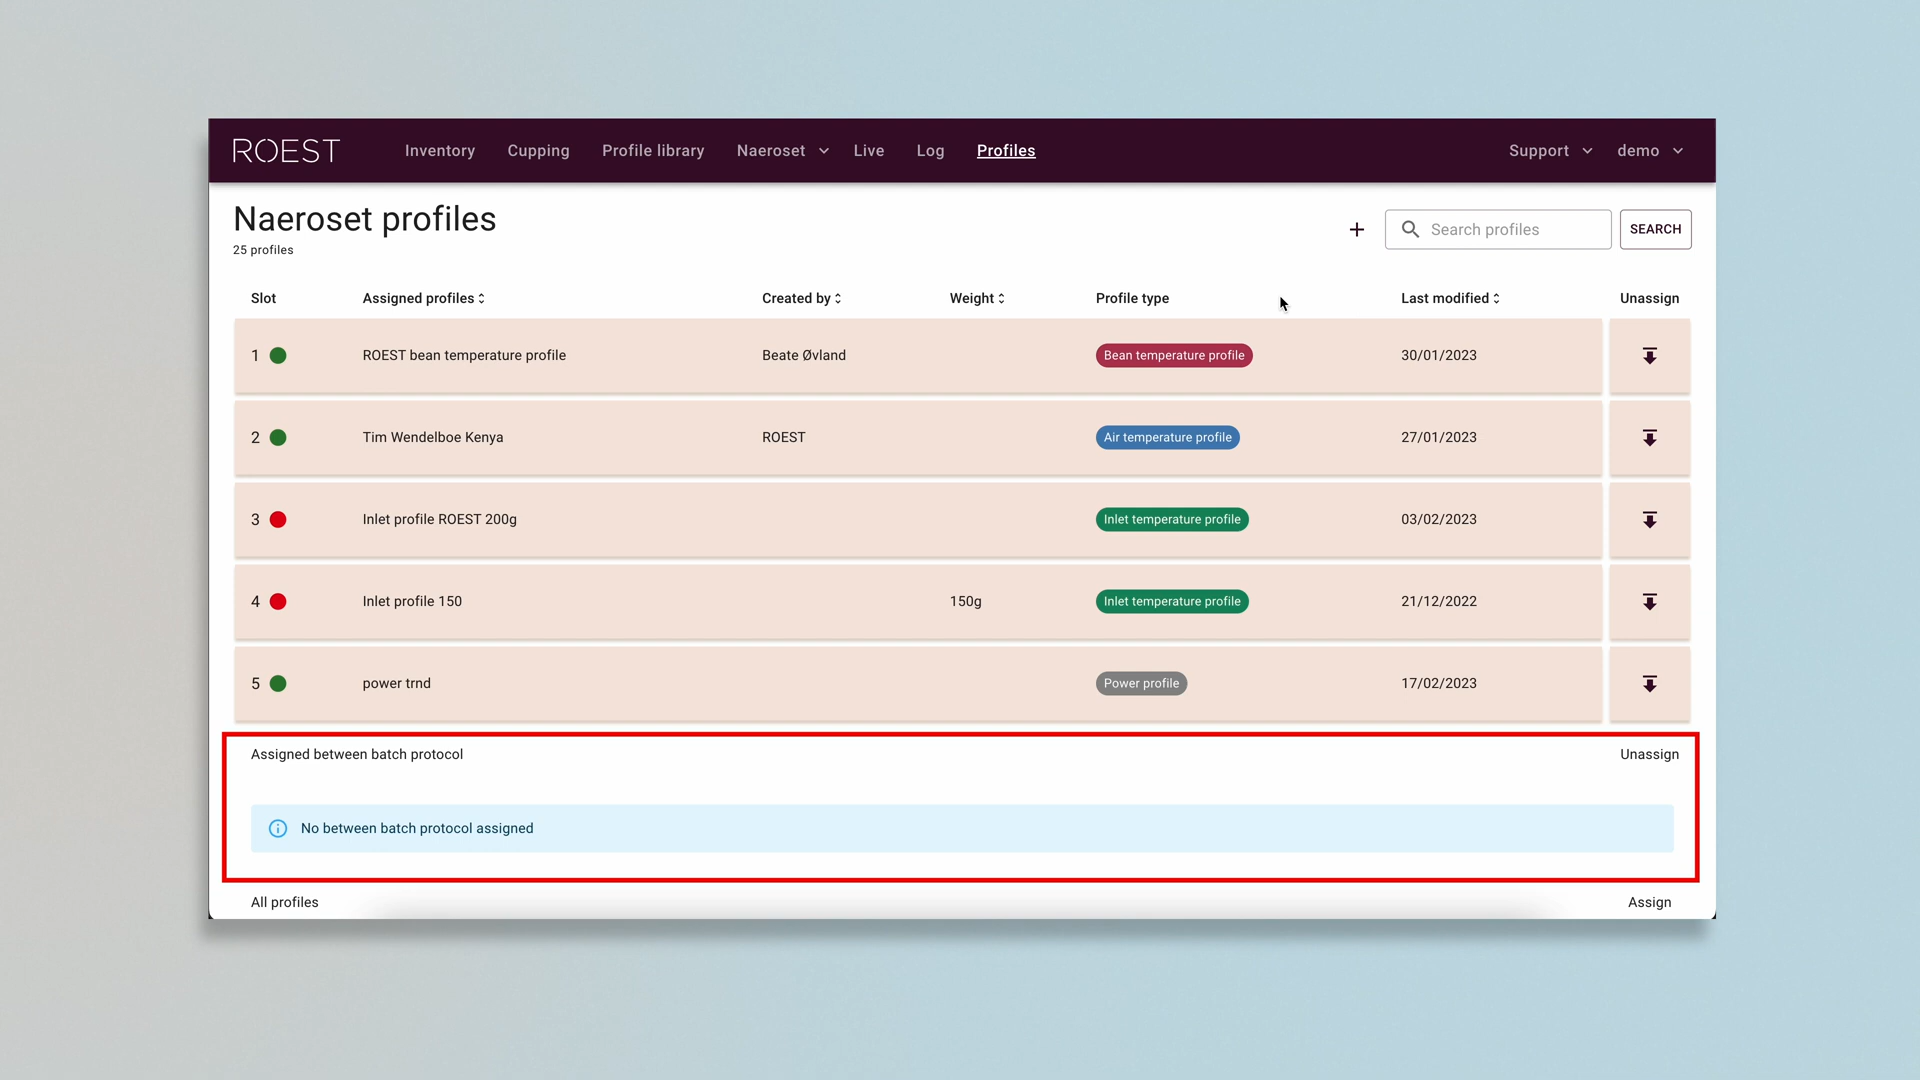 ROEST Inventory Cupping Profile library Naeroset Live Log Profiles Support demo
Naeroset profiles
25 profiles
Search profiles SEARCH
Slot Assigned profiles Created by Weight Profile type Last modified Unassign
1 ROEST bean temperature profile Beate Øvland Bean temperature profile 30/01/2023
2 Tim Wendelboe Kenya ROEST Air temperature profile 27/01/2023
3 Inlet profile ROEST 200g Inlet temperature profile 03/02/2023
4 Inlet profile 150 150g Inlet temperature profile 21/12/2022
5 power trnd Power profile 17/02/2023
Assigned between batch protocol Unassign
No between batch protocol assigned
All profiles Assign